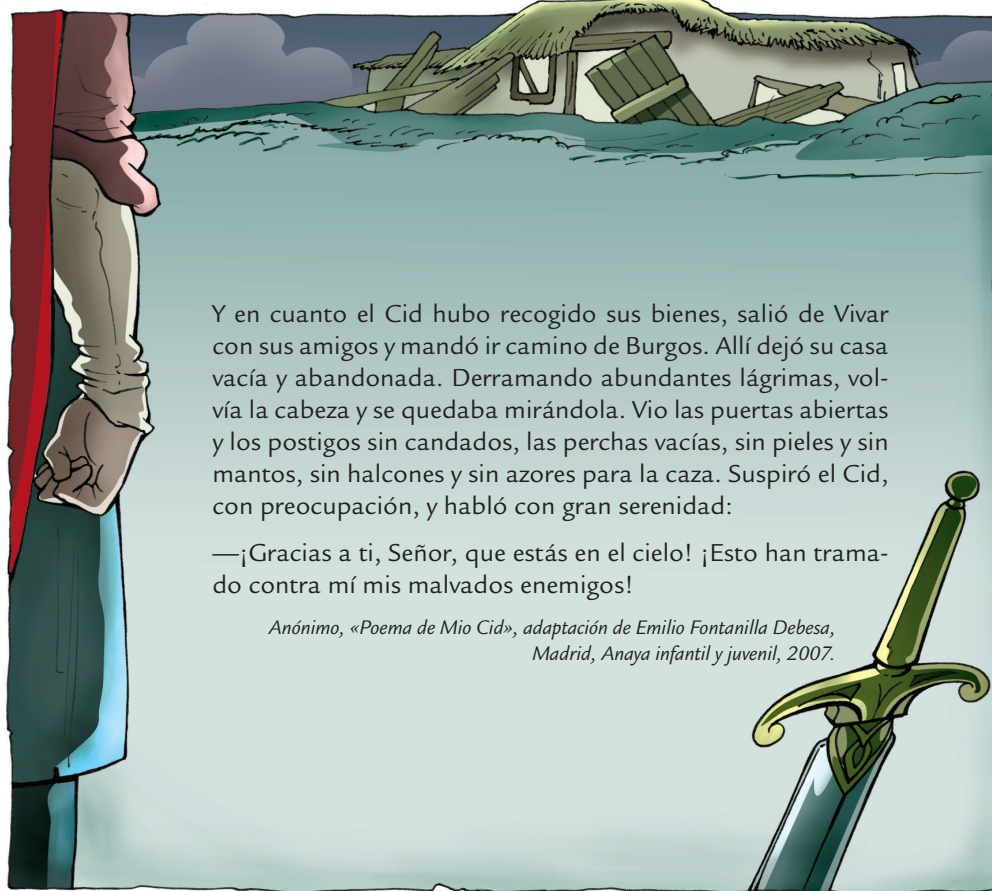 Y en cuanto el Cid hubo recogido sus bienes, salió de Vivar
con sus amigos y mandó ir camino de Burgos. Allí dejó su casa
vacía y abandonada. Derramando abundantes lágrimas, vol-
vía la cabeza y se quedaba mirándola. Vio las puertas abiertas
y los postigos sin candados, las perchas vacías, sin pieles y sin
mantos, sin halcones y sin azores para la caza. Suspiró el Cid,
con preocupación, y habló con gran serenidad:
—¡Gracias a ti, Señor, que estás en el cielo! ¡Esto han trama-
do contra mí mis malvados enemigos!
Anónimo, «Poema de Mio Cid», adaptación de Emilio Fontanilla Debesa,
Madrid, Anaya infantil y juvenil, 2007.